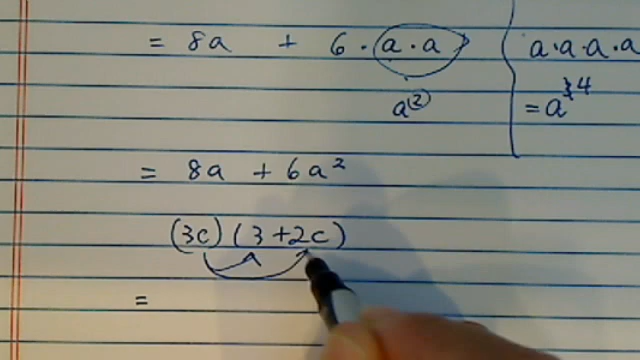 = 8a + 6 · a · a
a · a · a · a
a²
= a⁴
= 8a + 6a²
(3c)(3+2c)
=